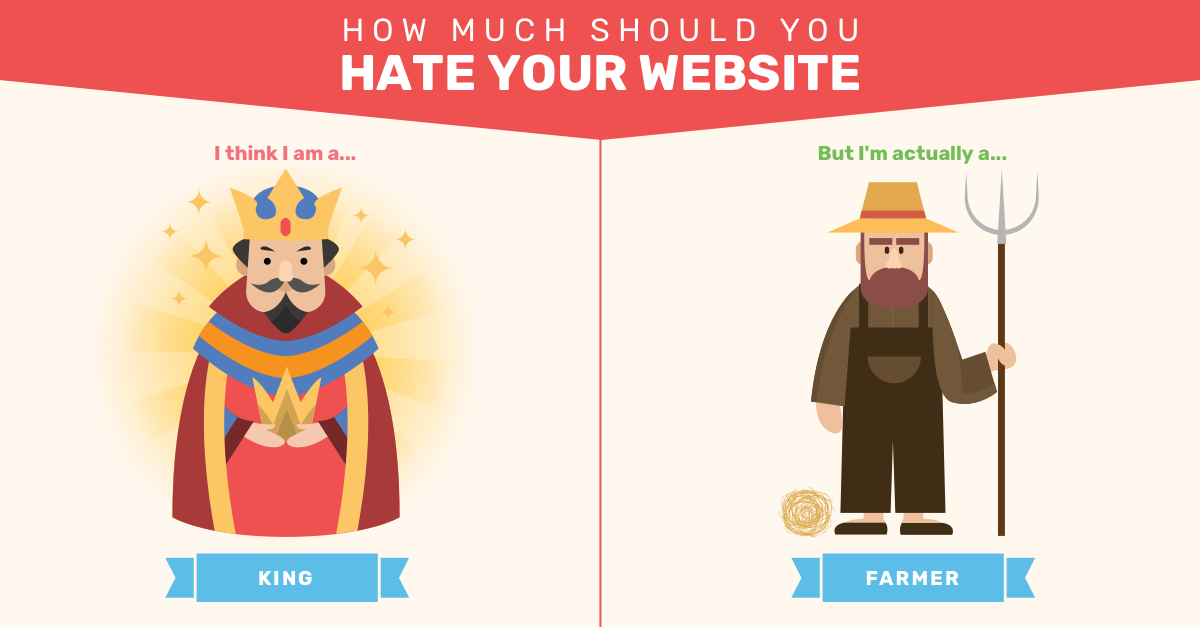 HOW MUCH SHOULD YOU
HATE YOUR WEBSITE
I think I am a...
But I'm actually a...
KING
FARMER